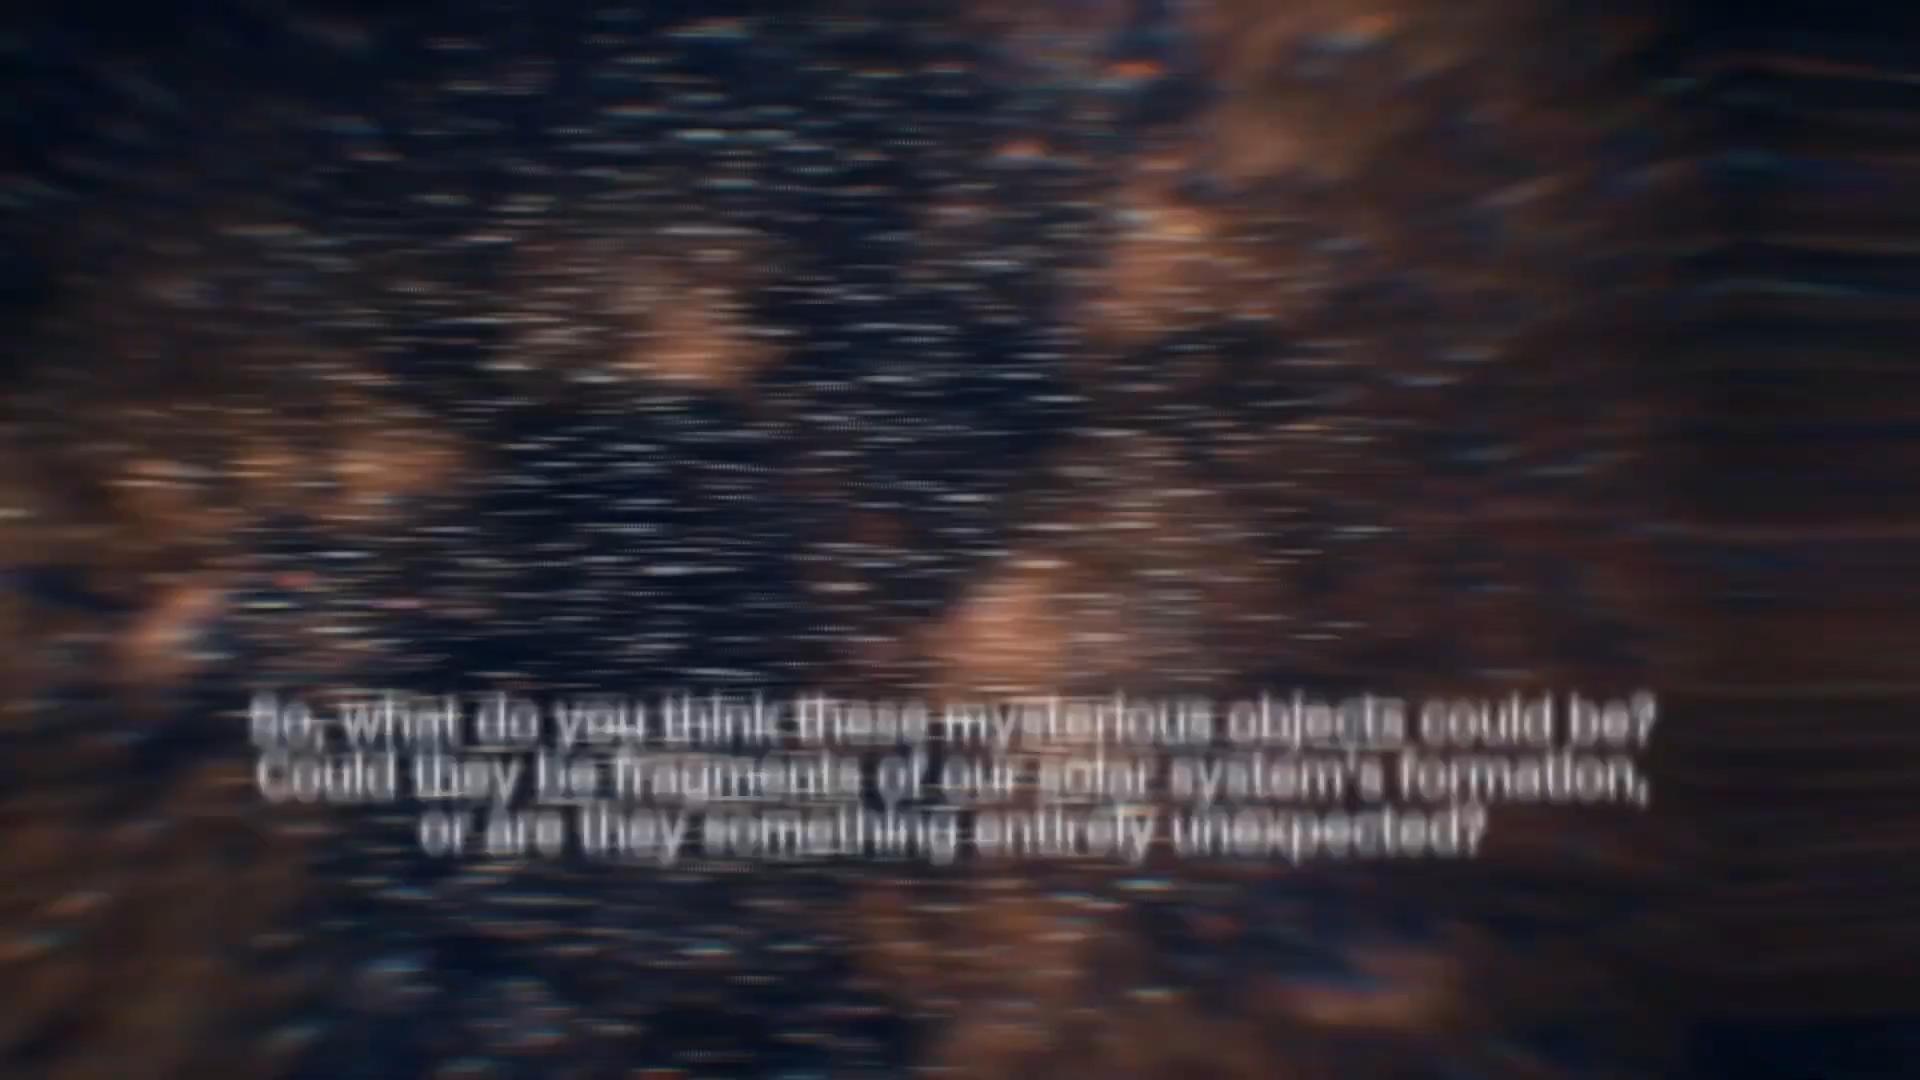 So, what do you think these mysterious objects could be?
Could they be fragments of our solar system's formation,
or are they something entirely unexpected?